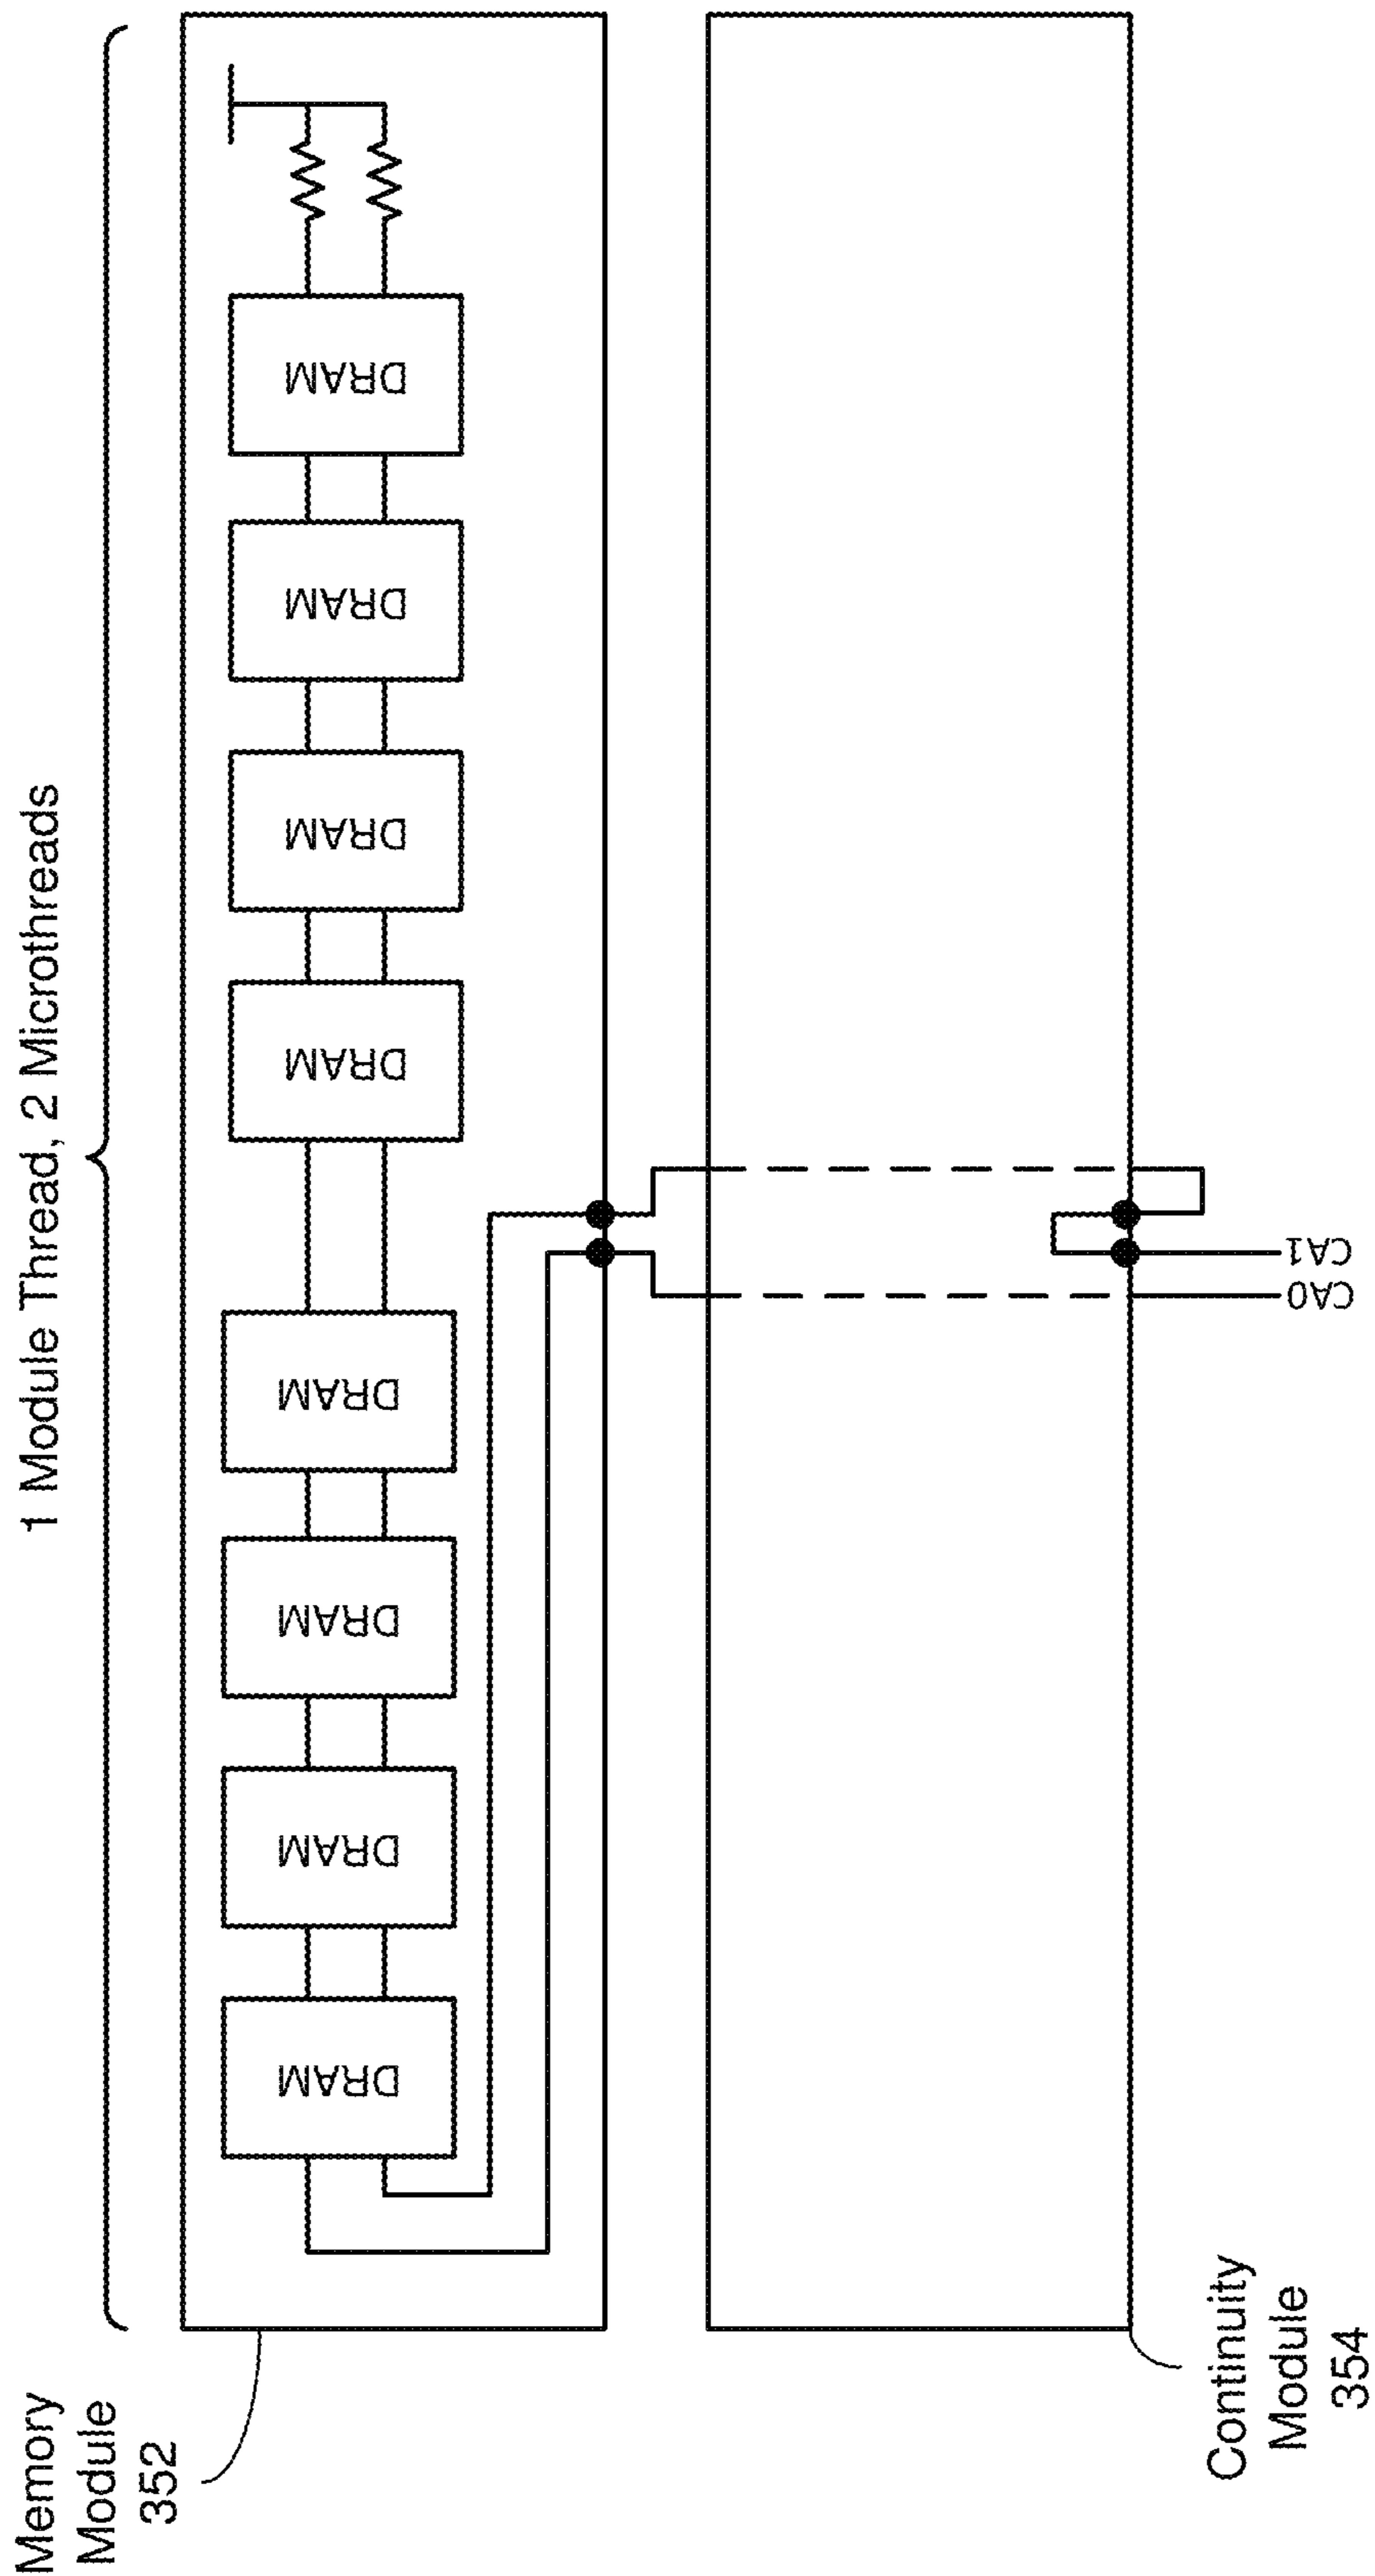 1 Module Thread, 2 Microthreads
Memory
Module
352
DRAM
DRAM
DRAM
DRAM
DRAM
DRAM
DRAM
DRAM
CA1
CA0
Continuity
Module
354